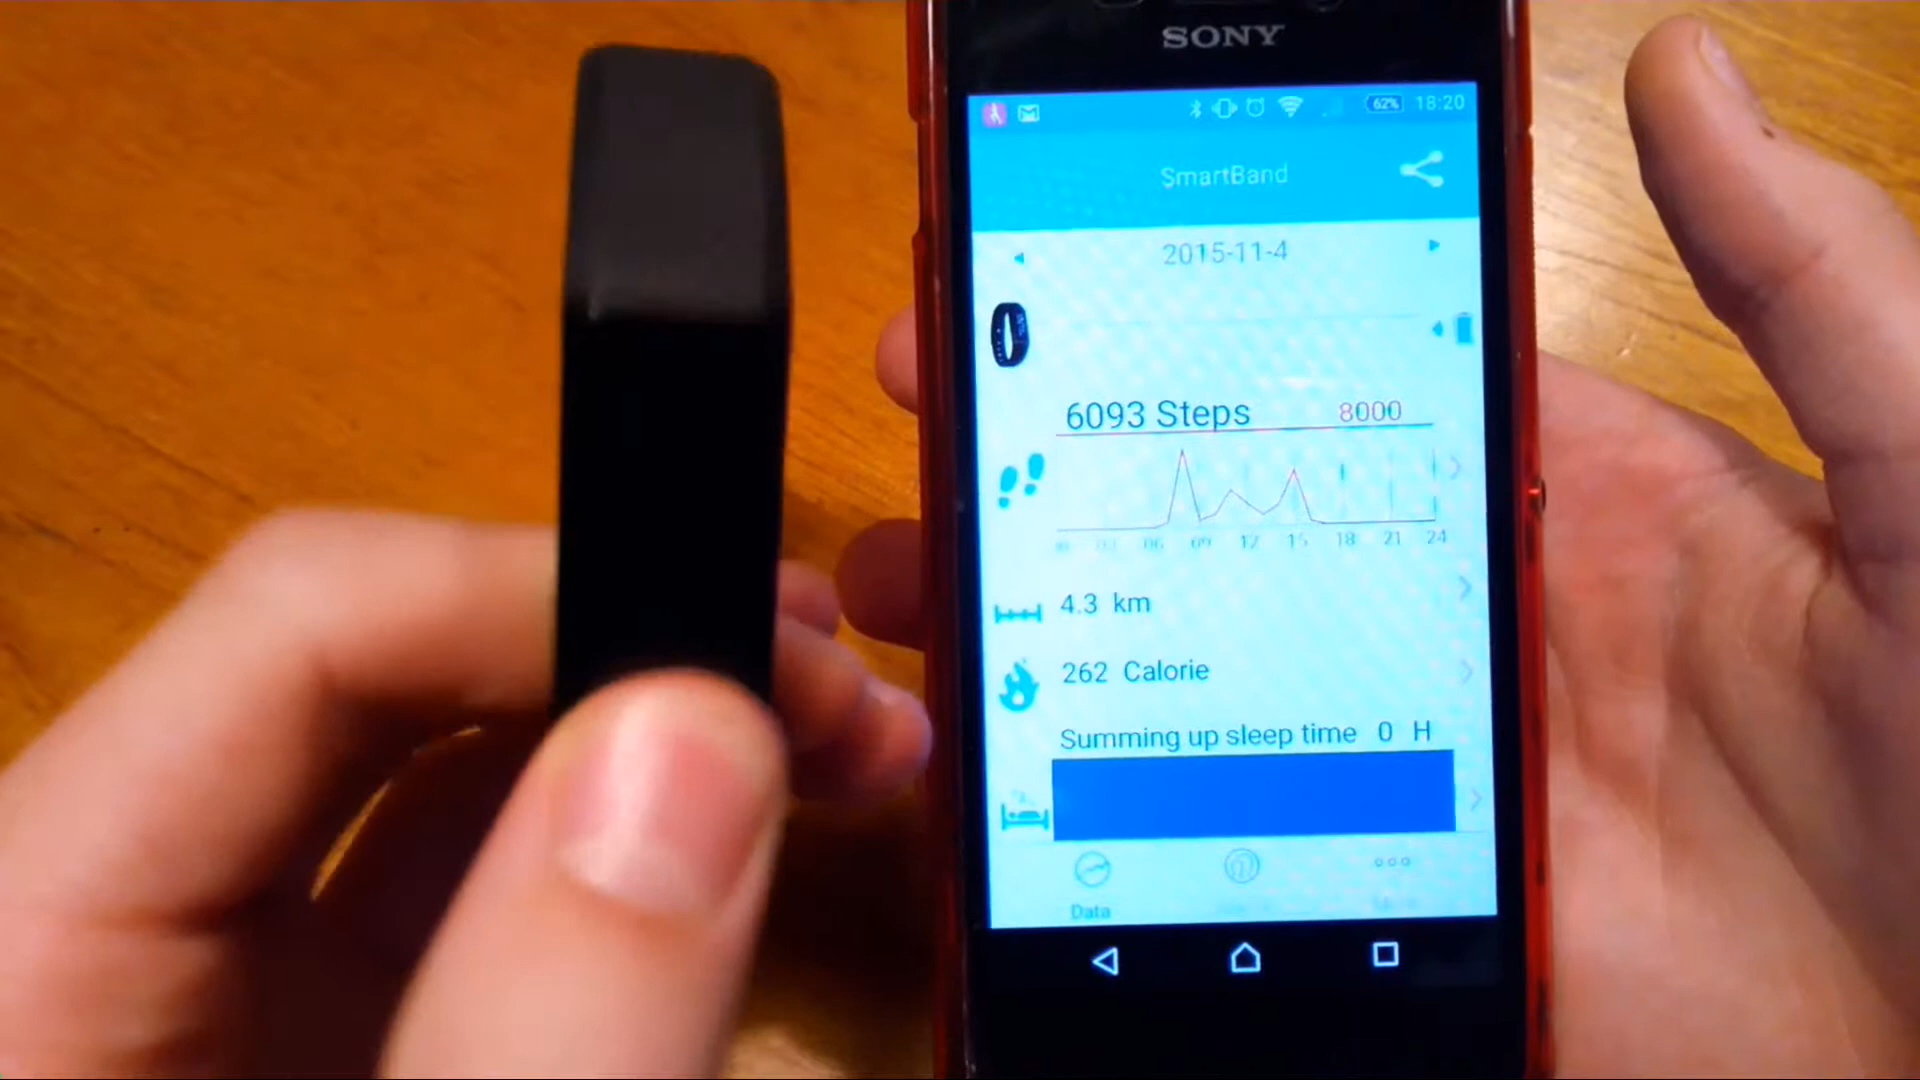 SONY
62% 18:20
SmartBand
2015-11-4
6093 Steps 8000
06 09 12 15 18 21 24
4.3 km
262 Calorie
Summing up sleep time 0 H
Data